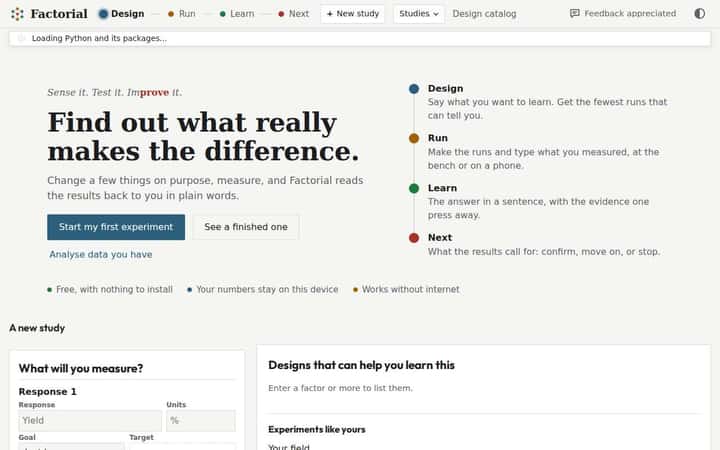 Factorial
Design
Run
Learn
Next
+ New study
Studies
Design catalog
Feedback appreciated
Loading Python and its packages...
Sense it. Test it. Improve it.
Find out what really
makes the difference.
Change a few things on purpose, measure, and Factorial reads
the results back to you in plain words.
Start my first experiment
See a finished one
Analyse data you have
Design
Say what you want to learn. Get the fewest runs that
can tell you.
Run
Make the runs and type what you measured, at the
bench or on a phone.
Learn
The answer in a sentence, with the evidence one
press away.
Next
What the results call for: confirm, move on, or stop.
Free, with nothing to install
Your numbers stay on this device
Works without internet
A new study
What will you measure?
Response 1
Response
Units
Yield
%
Goal
Target
Designs that can help you learn this
Enter a factor or more to list them.
Experiments like yours
Your field